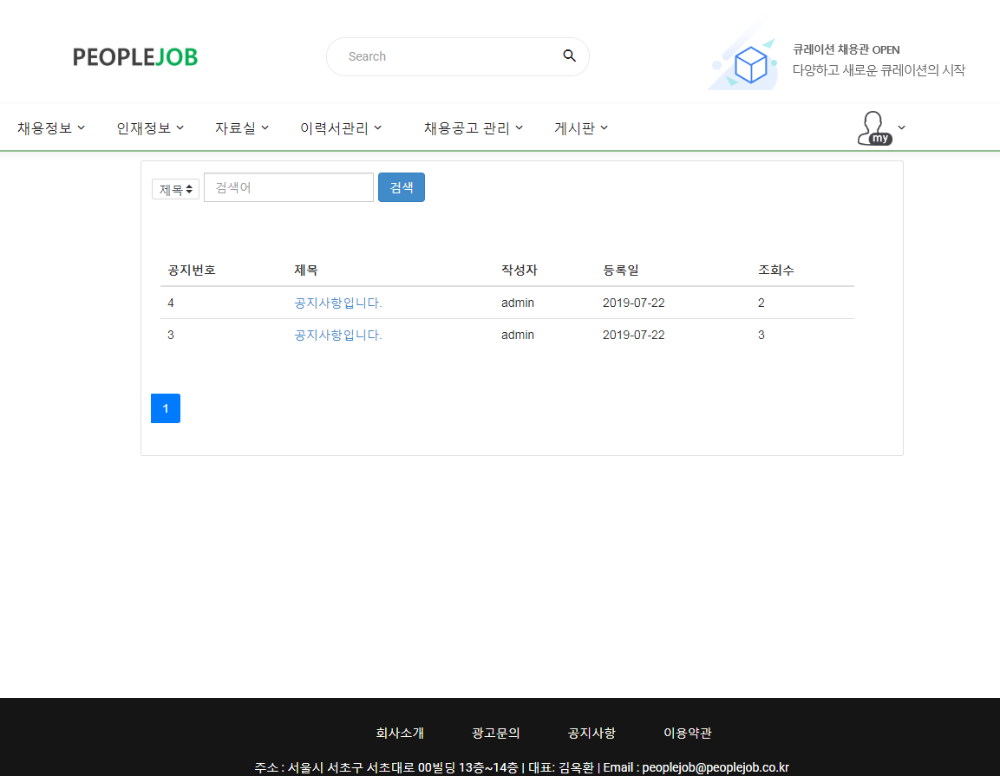 PEOPLEJOB
Search
큐레이션 채용관 OPEN
다양하고 새로운 큐레이션의 시작
채용정보 인재정보 자료실 이력서관리 채용공고 관리 게시판 my
제목 검색어 검색
공지번호 제목 작성자 등록일 조회수
4 공지사항입니다. admin 2019-07-22 2
3 공지사항입니다. admin 2019-07-22 3
1
회사소개 광고문의 공지사항 이용약관
주소 : 서울시 서초구 서초대로 00빌딩 13층~14층 | 대표: 김옥환 | Email : peoplejob@peoplejob.co.kr